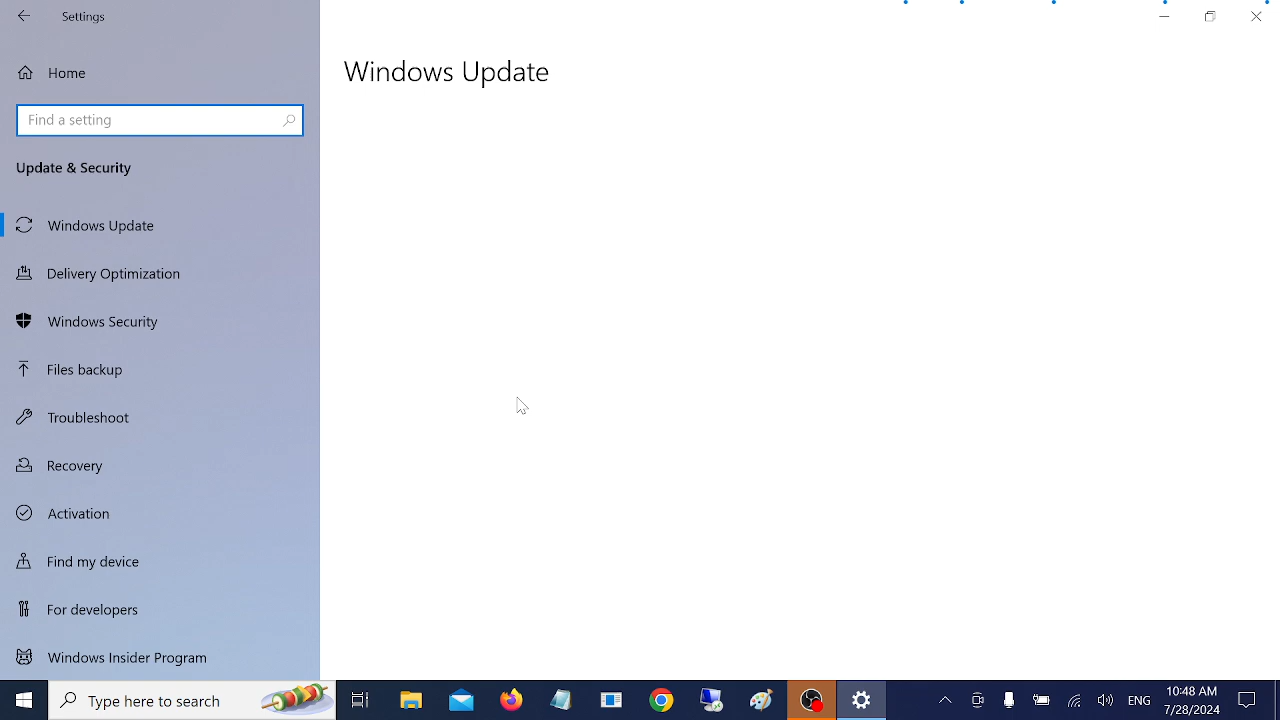 Settings
Home
Find a setting
Update & Security
Windows Update
Delivery Optimization
Windows Security
Files backup
Troubleshoot
Recovery
Activation
Find my device
For developers
Windows Insider Program
Windows Update
Type here to search
ENG
10:48 AM
7/28/2024